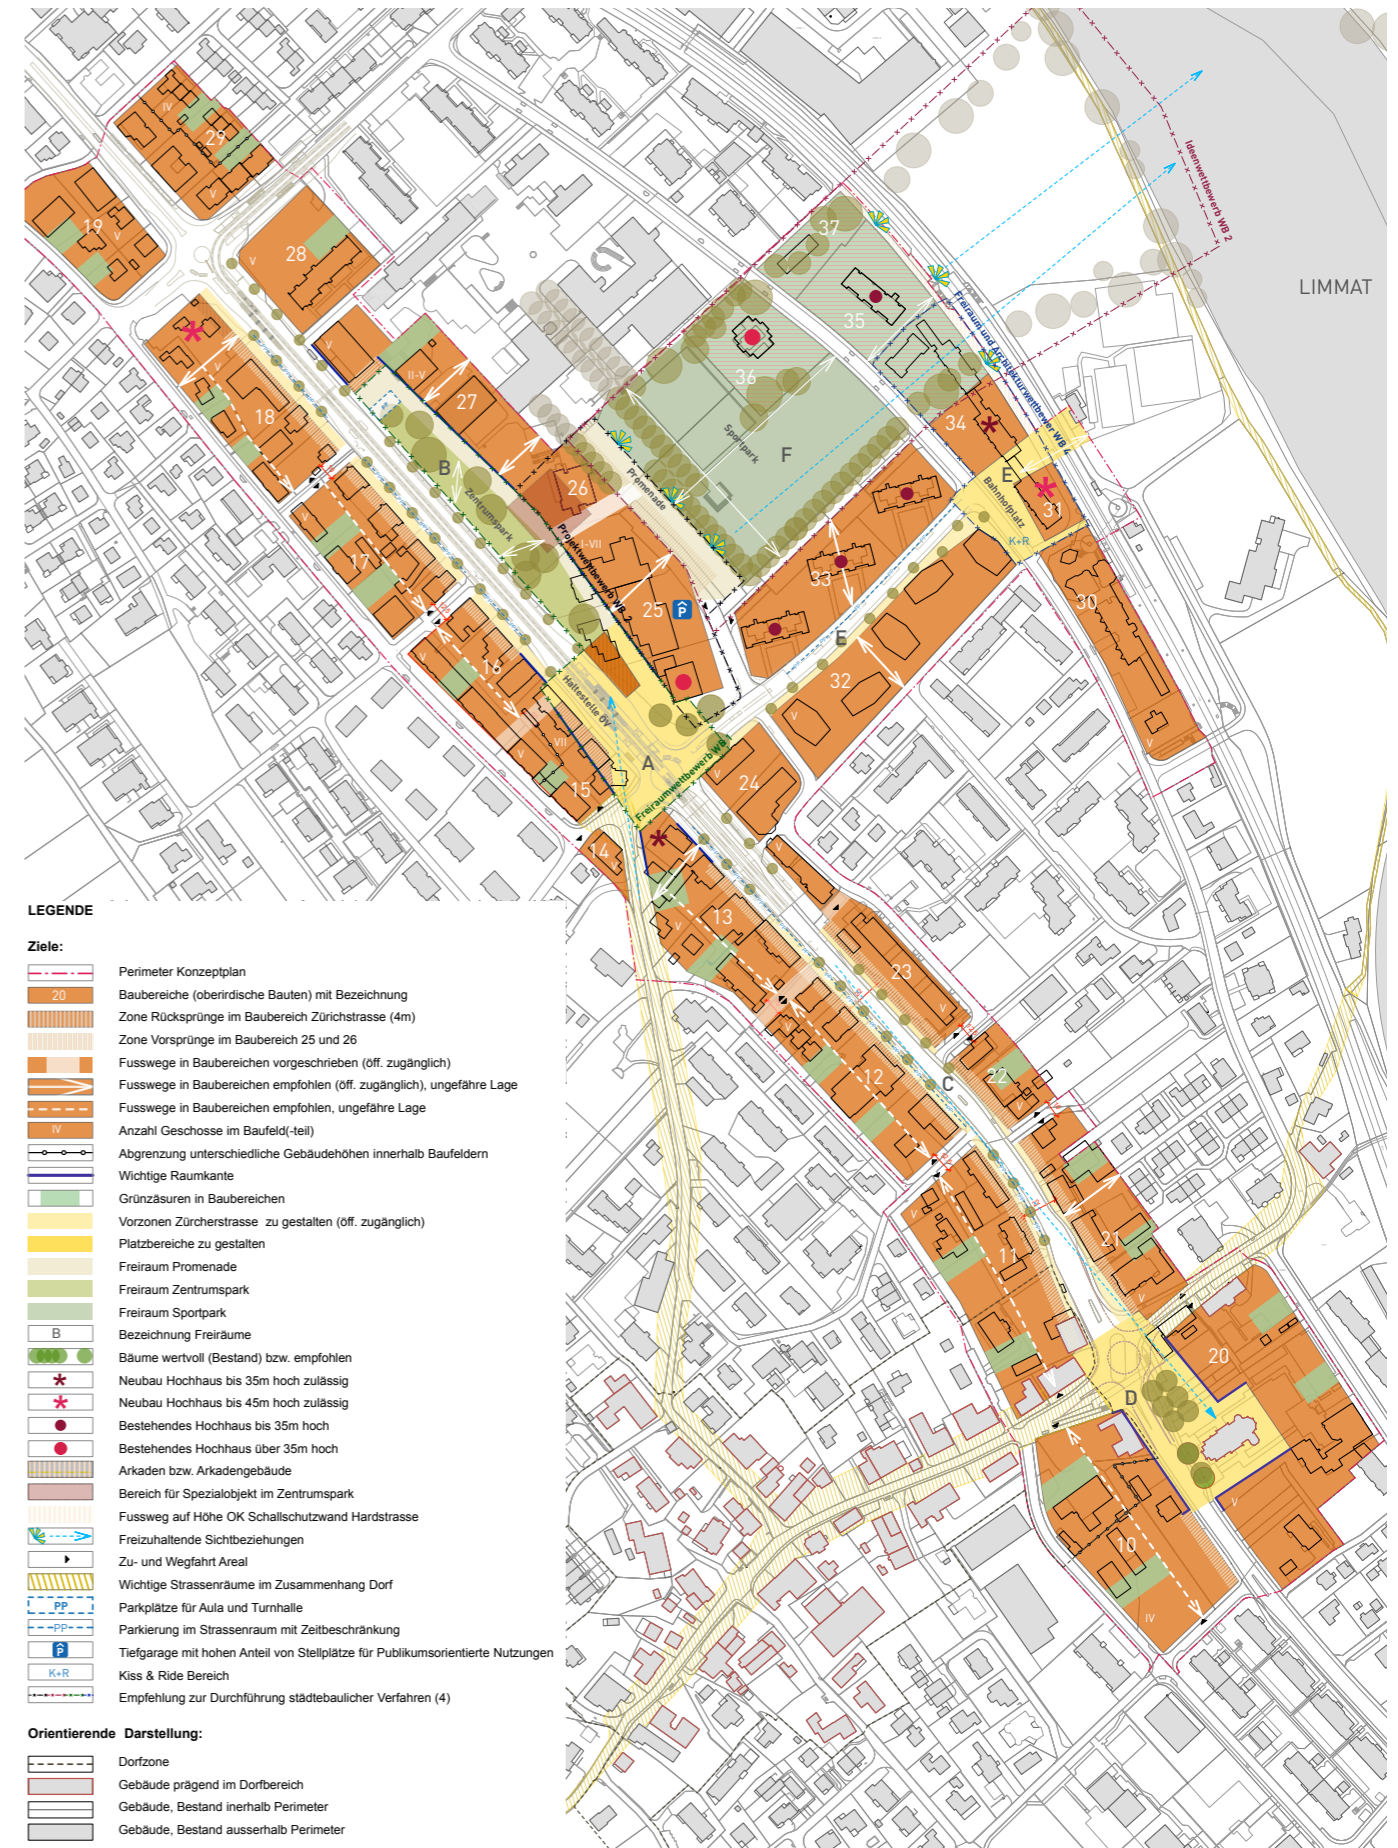 LIMMAT
Ideenwettbewerb WB 2
Freiraum und Architekturwettbewer WB 4
29
IV
V
19
V
28
V
37
35
36
V
18
V
II-V
27
B
Zentrumspark
26
Promenade
Sportpark
F
34
E
Bahnhofplatz
31
K+R
Projektwettbewerb WB 2
I-VII
25
P
33
E
32
V
30
V
V
17
V
16
VII
V
15
Haltestelle ÖV
A
Freiraumwettbewerb WB 1
24
V
14
V
13
V
V
23
V
12
V
C
22
V
V
11
21
V
20
V
D
10
IV
LEGENDE
Ziele:
Perimeter Konzeptplan
20 Baubereiche (oberirdische Bauten) mit Bezeichnung
Zone Rücksprünge im Baubereich Zürichstrasse (4m)
Zone Vorsprünge im Baubereich 25 und 26
Fusswege in Baubereichen vorgeschrieben (öff. zugänglich)
Fusswege in Baubereichen empfohlen (öff. zugänglich), ungefähre Lage
Fusswege in Baubereichen empfohlen, ungefähre Lage
IV Anzahl Geschosse im Baufeld(-teil)
Abgrenzung unterschiedliche Gebäudehöhen innerhalb Baufeldern
Wichtige Raumkante
Grünzäsuren in Baubereichen
Vorzonen Zürcherstrasse zu gestalten (öff. zugänglich)
Platzbereiche zu gestalten
Freiraum Promenade
Freiraum Zentrumspark
Freiraum Sportpark
B Bezeichnung Freiräume
Bäume wertvoll (Bestand) bzw. empfohlen
Neubau Hochhaus bis 35m hoch zulässig
Neubau Hochhaus bis 45m hoch zulässig
Bestehendes Hochhaus bis 35m hoch
Bestehendes Hochhaus über 35m hoch
Arkaden bzw. Arkadengebäude
Bereich für Spezialobjekt im Zentrumspark
Fussweg auf Höhe OK Schallschutzwand Hardstrasse
Freizuhaltende Sichtbeziehungen
Zu- und Wegfahrt Areal
Wichtige Strassenräume im Zusammenhang Dorf
PP Parkplätze für Aula und Turnhalle
PP Parkierung im Strassenraum mit Zeitbeschränkung
P Tiefgarage mit hohen Anteil von Stellplätze für Publikumsorientierte Nutzungen
K+R Kiss & Ride Bereich
Empfehlung zur Durchführung städtebaulicher Verfahren (4)
Orientierende Darstellung:
Dorfzone
Gebäude prägend im Dorfbereich
Gebäude, Bestand inerhalb Perimeter
Gebäude, Bestand ausserhalb Perimeter